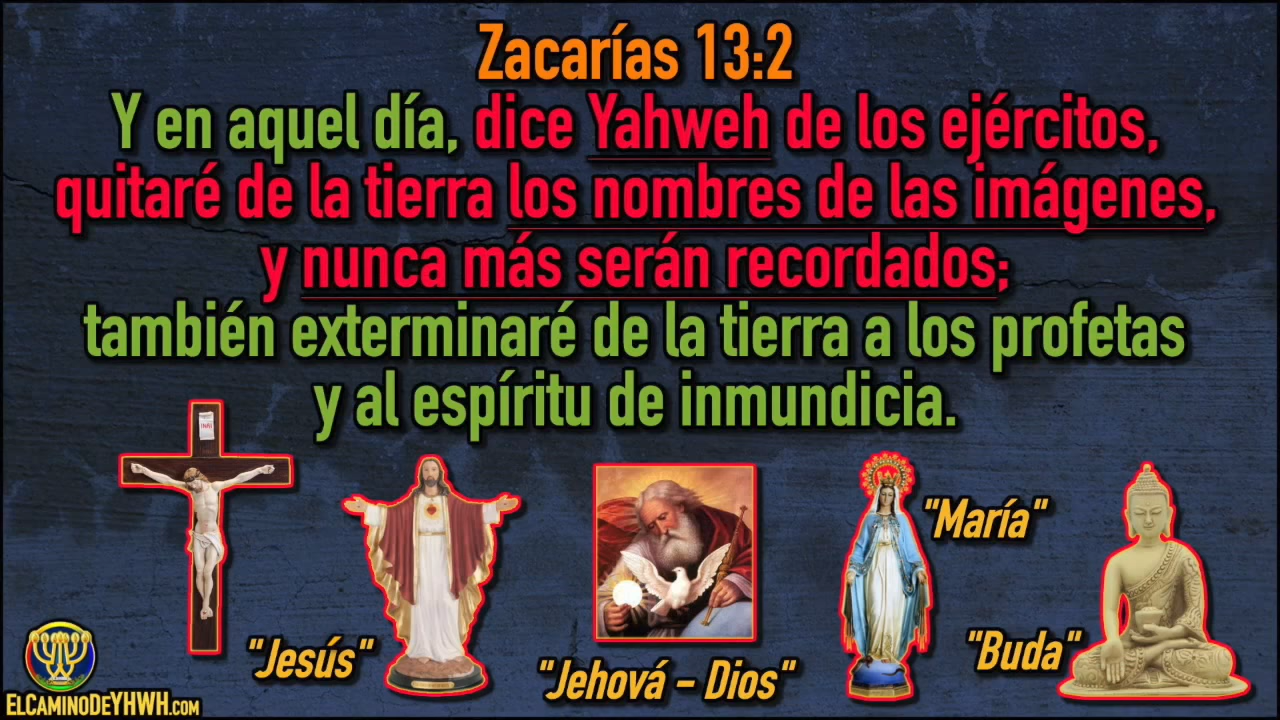 Zacarías 13:2
Y en aquel día, dice Yahweh de los ejércitos,
quitaré de la tierra los nombres de las imágenes,
y nunca más serán recordados;
también exterminaré de la tierra a los profetas
y al espíritu de inmundicia.
INRI
"Jesús"
"Jehová - Dios"
"María"
"Buda"
ELCAMINODEYHWH.com